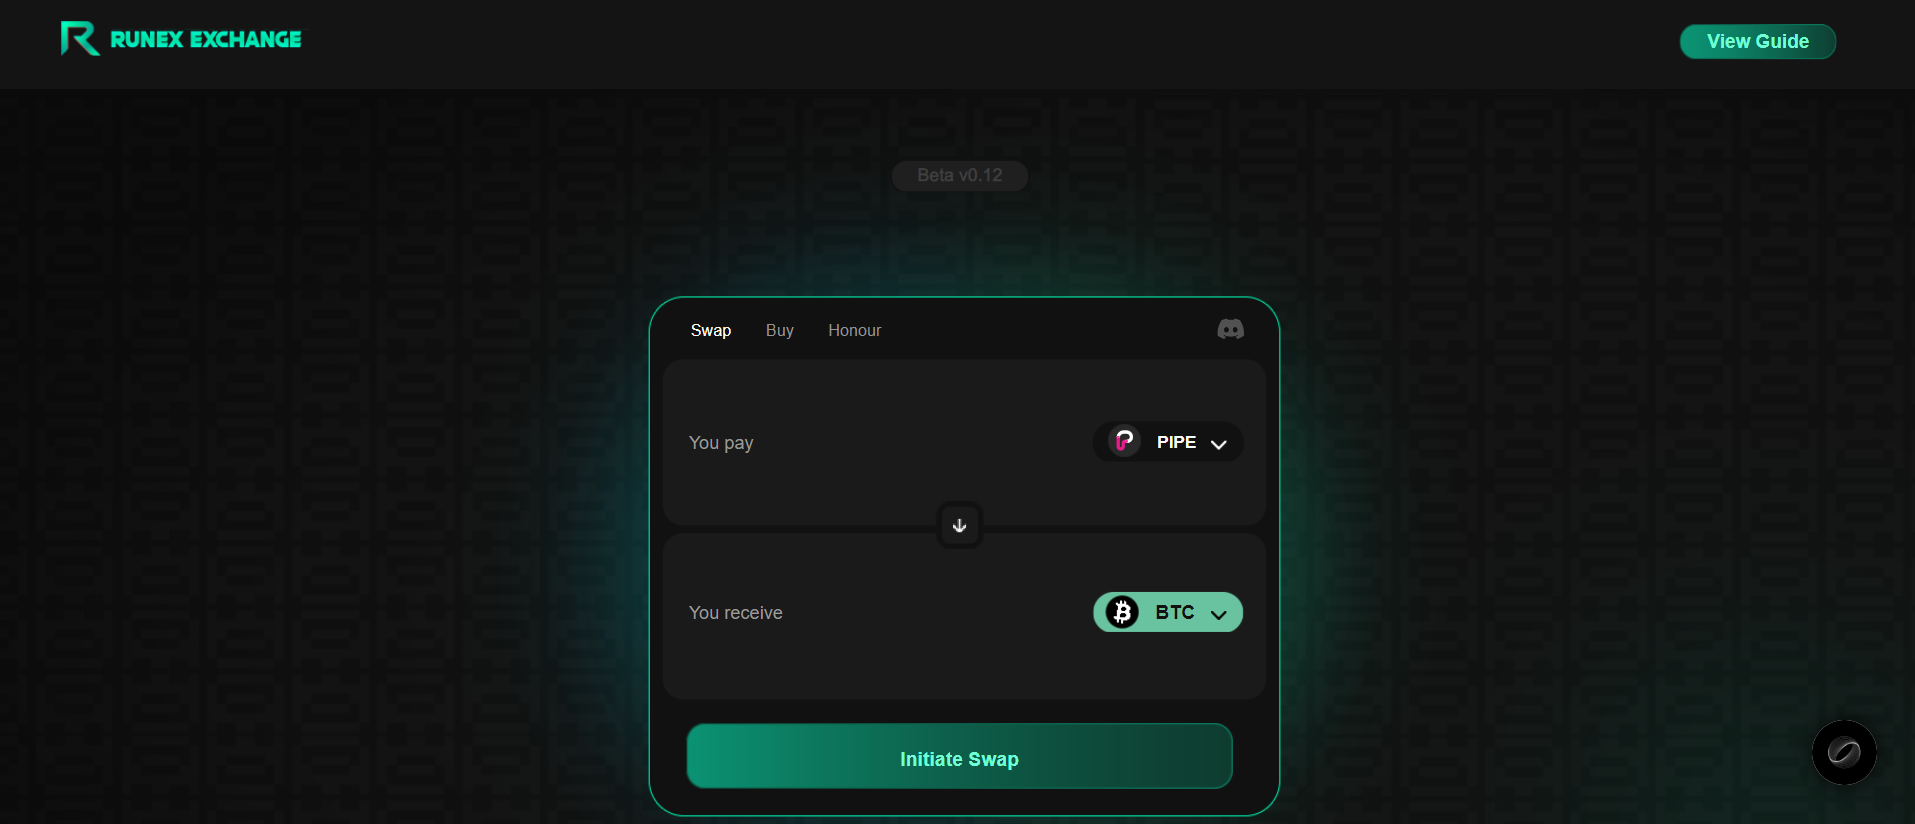 RUNEX EXCHANGE
View Guide
Beta v0.12
Swap Buy Honour
You pay
PIPE
You receive
BTC
Initiate Swap